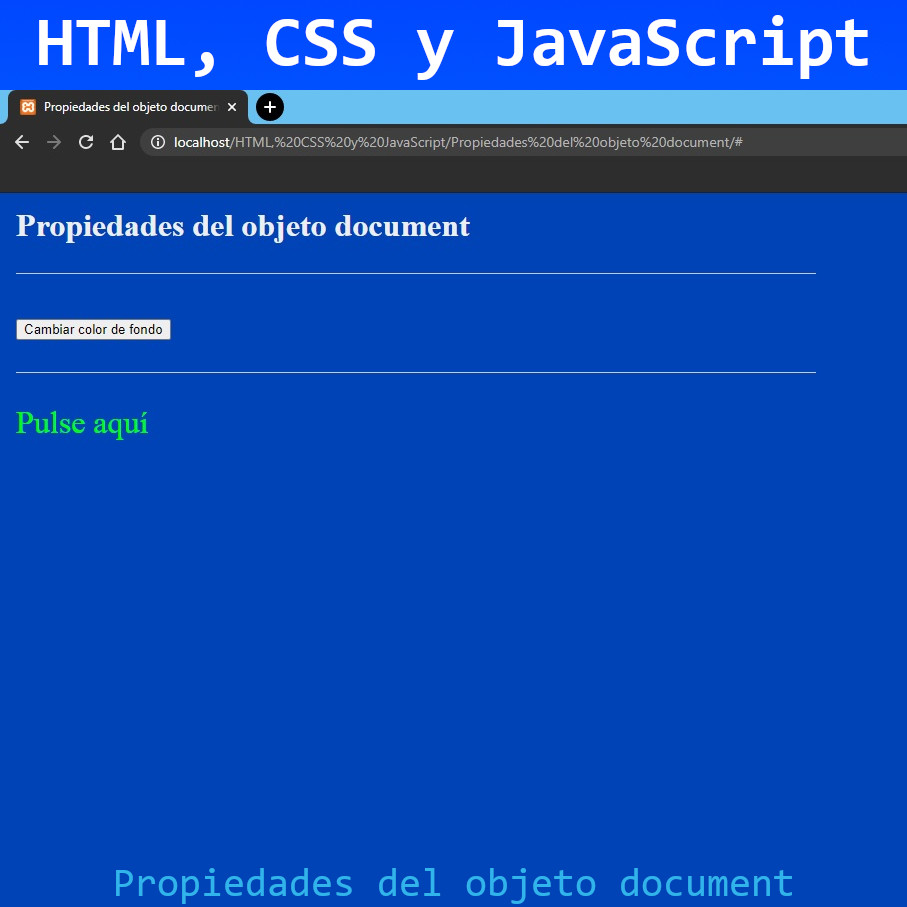 HTML, CSS y JavaScript
Propiedades del objeto documen
localhost/HTML,%20CSS%20y%20JavaScript/Propiedades%20del%20objeto%20document/#
Propiedades del objeto document
Cambiar color de fondo
Pulse aquí
Propiedades del objeto document